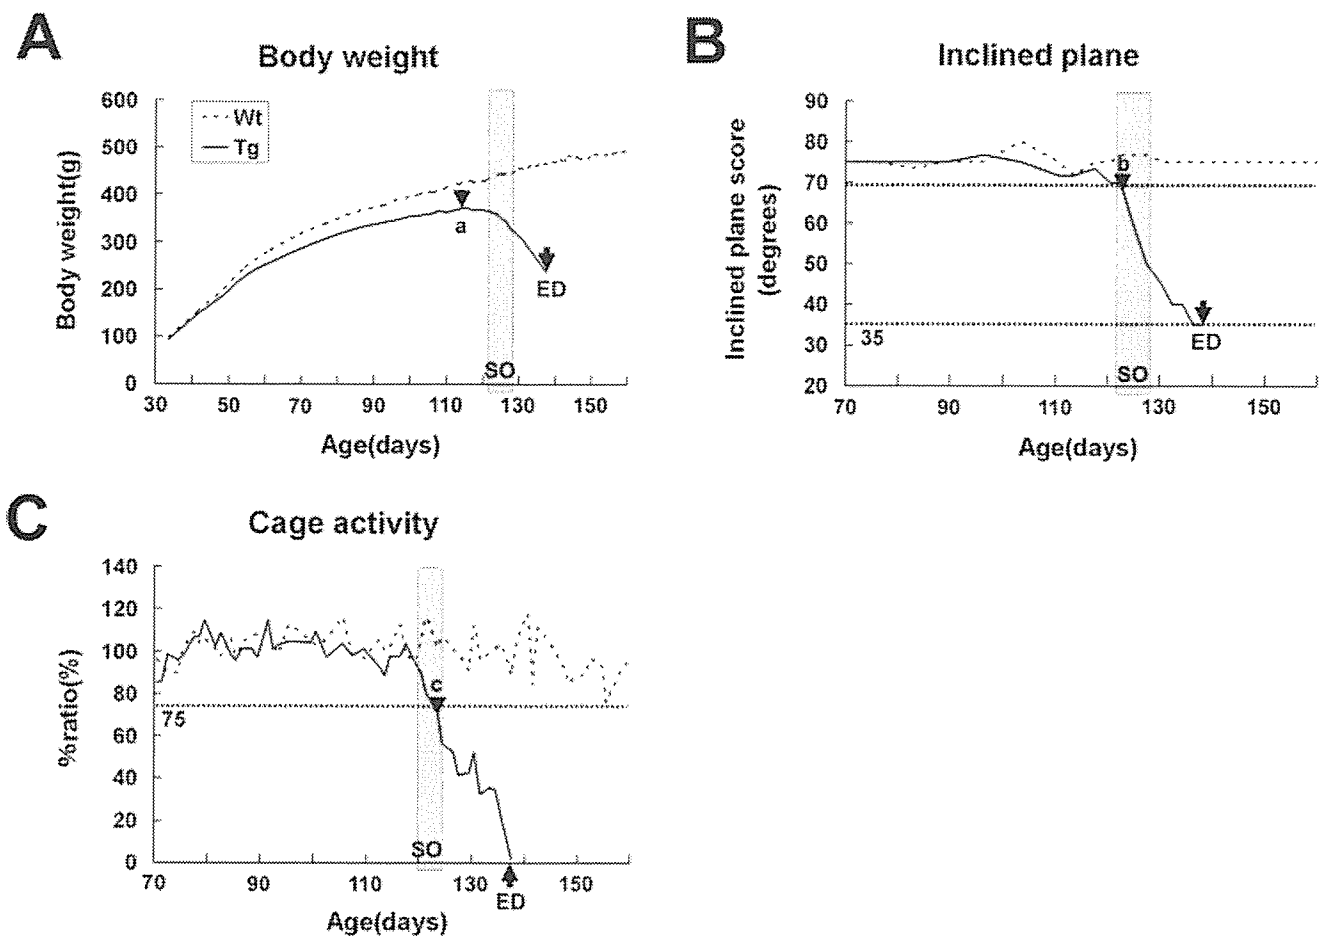 A
Body weight
600
500
400
300
200
100
0
Body weight(g)
Wt
Tg
a
ED
SO
30 50 70 90 110 130 150
Age(days)
B
Inclined plane
90
80
70
60
50
40
30
20
Inclined plane score
(degrees)
b
35
ED
SO
70 90 110 130 150
Age(days)
C
Cage activity
140
120
100
80
60
40
20
0
%ratio(%)
c
75
SO
70 90 110 130 150
ED
Age(days)